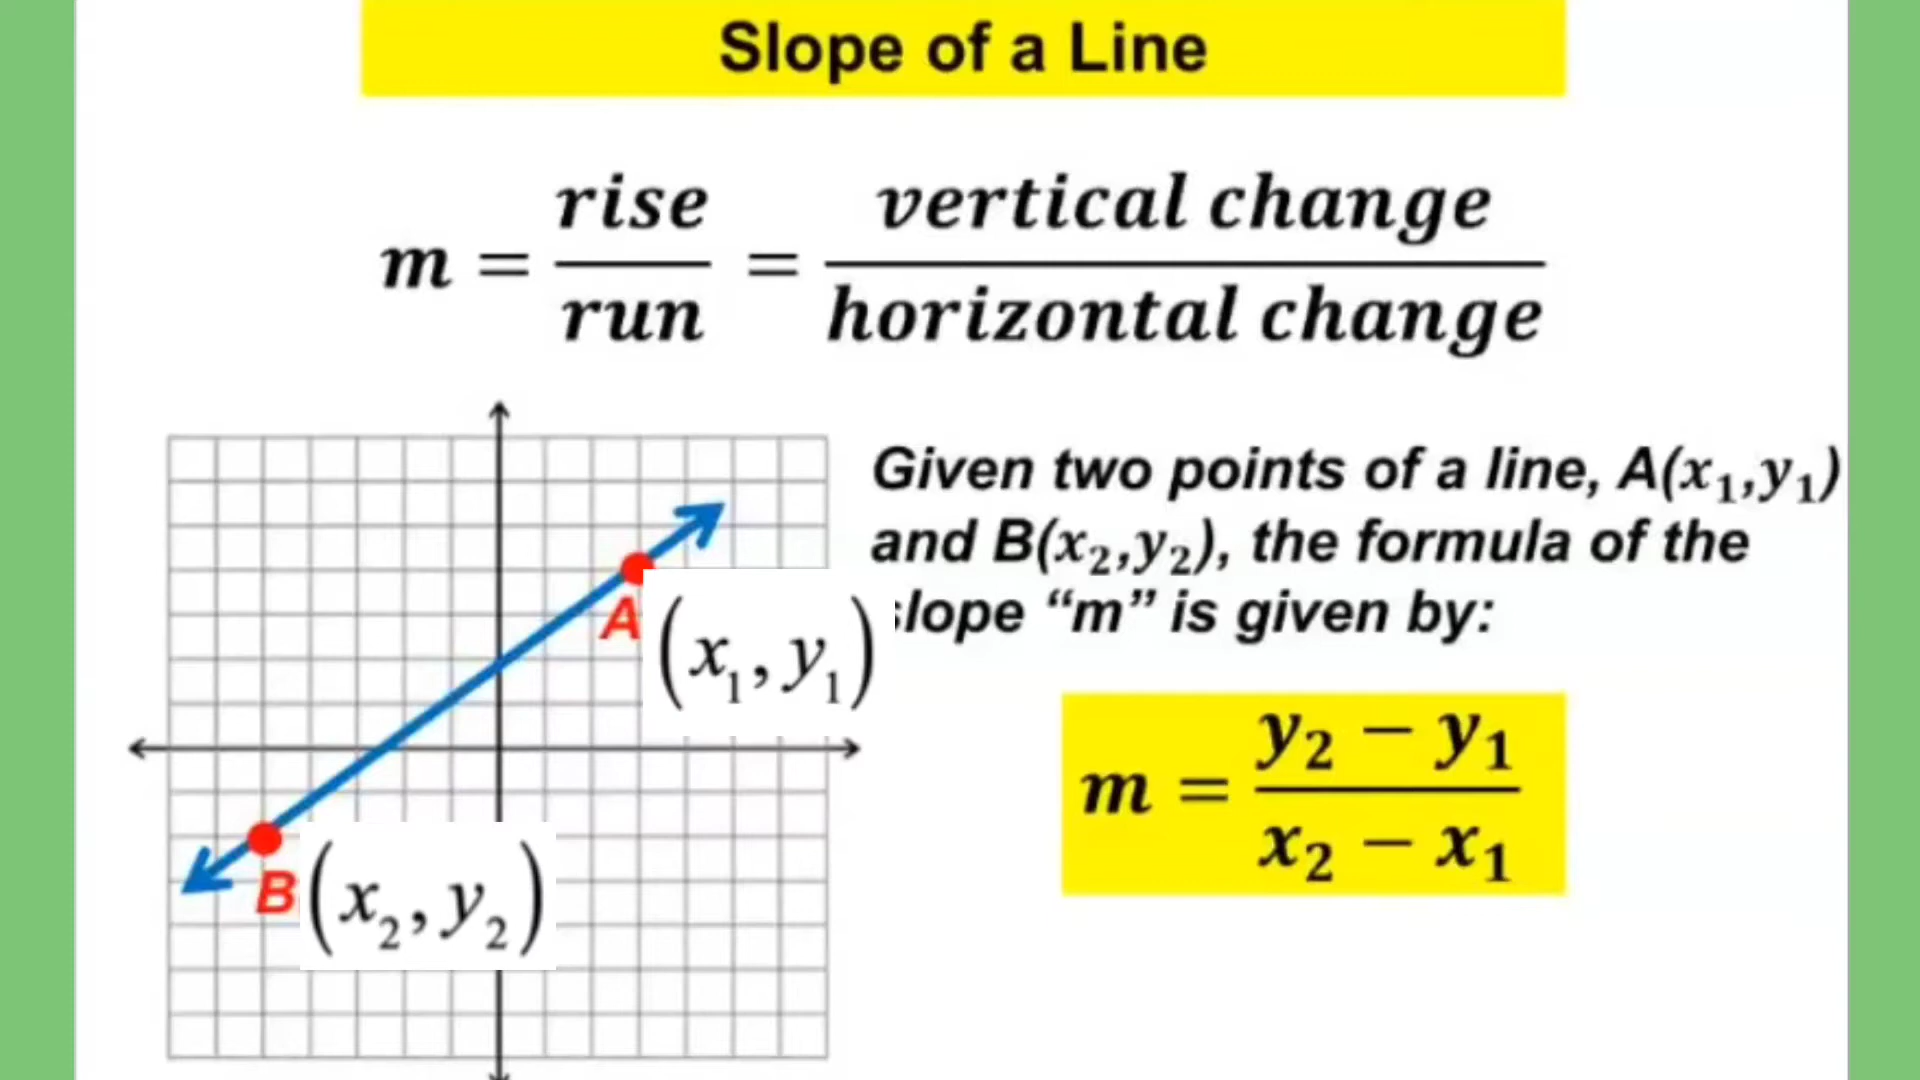 Slope of a Line
m = rise/run = vertical change/horizontal change
Given two points of a line, A(x₁,y₁)
and B(x₂,y₂), the formula of the
slope “m” is given by:
A (x₁, y₁)
m = y₂ − y₁/x₂ − x₁
B (x₂, y₂)